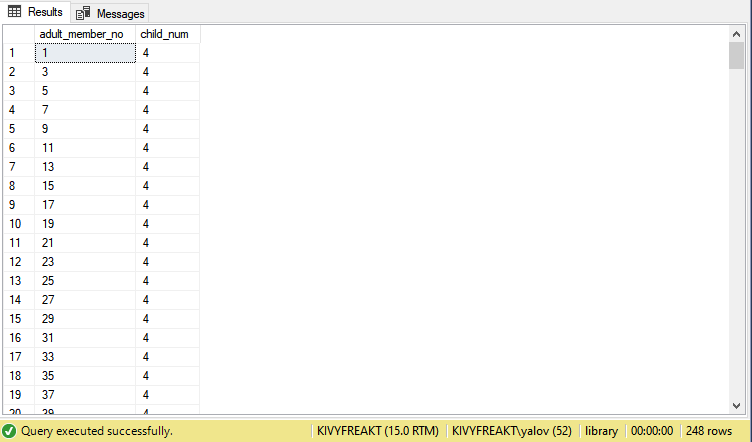 Results Messages
adult_member_no child_num
1 1 4
2 3 4
3 5 4
4 7 4
5 9 4
6 11 4
7 13 4
8 15 4
9 17 4
10 19 4
11 21 4
12 23 4
13 25 4
14 27 4
15 29 4
16 31 4
17 33 4
18 35 4
19 37 4
20 39 4
Query executed successfully. KIVYFREAKT (15.0 RTM) KIVYFREAKT\yalov (52) library 00:00:00 248 rows